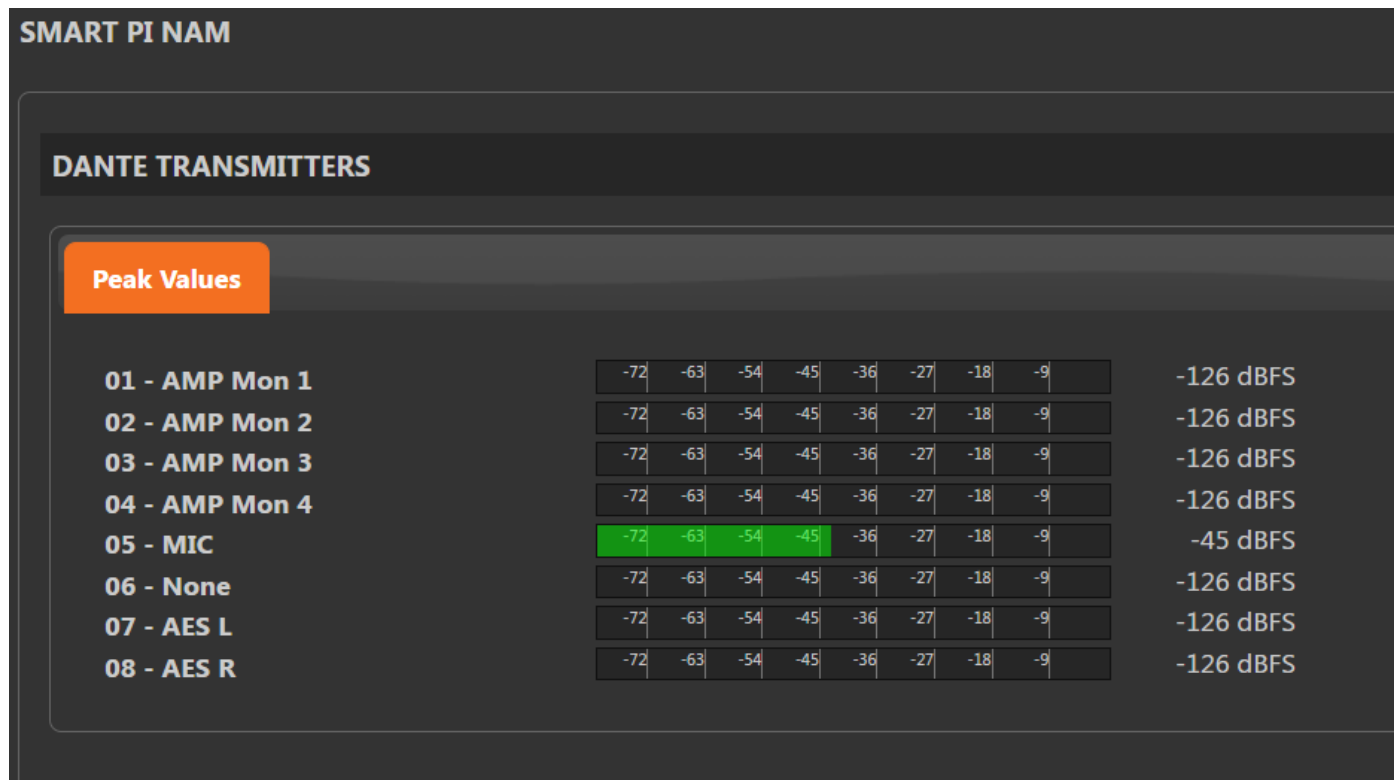 SMART PI NAM
DANTE TRANSMITTERS
Peak Values
01 - AMP Mon 1 -72 -63 -54 -45 -36 -27 -18 -9 -126 dBFS
02 - AMP Mon 2 -72 -63 -54 -45 -36 -27 -18 -9 -126 dBFS
03 - AMP Mon 3 -72 -63 -54 -45 -36 -27 -18 -9 -126 dBFS
04 - AMP Mon 4 -72 -63 -54 -45 -36 -27 -18 -9 -126 dBFS
05 - MIC -72 -63 -54 -45 -36 -27 -18 -9 -45 dBFS
06 - None -72 -63 -54 -45 -36 -27 -18 -9 -126 dBFS
07 - AES L -72 -63 -54 -45 -36 -27 -18 -9 -126 dBFS
08 - AES R -72 -63 -54 -45 -36 -27 -18 -9 -126 dBFS